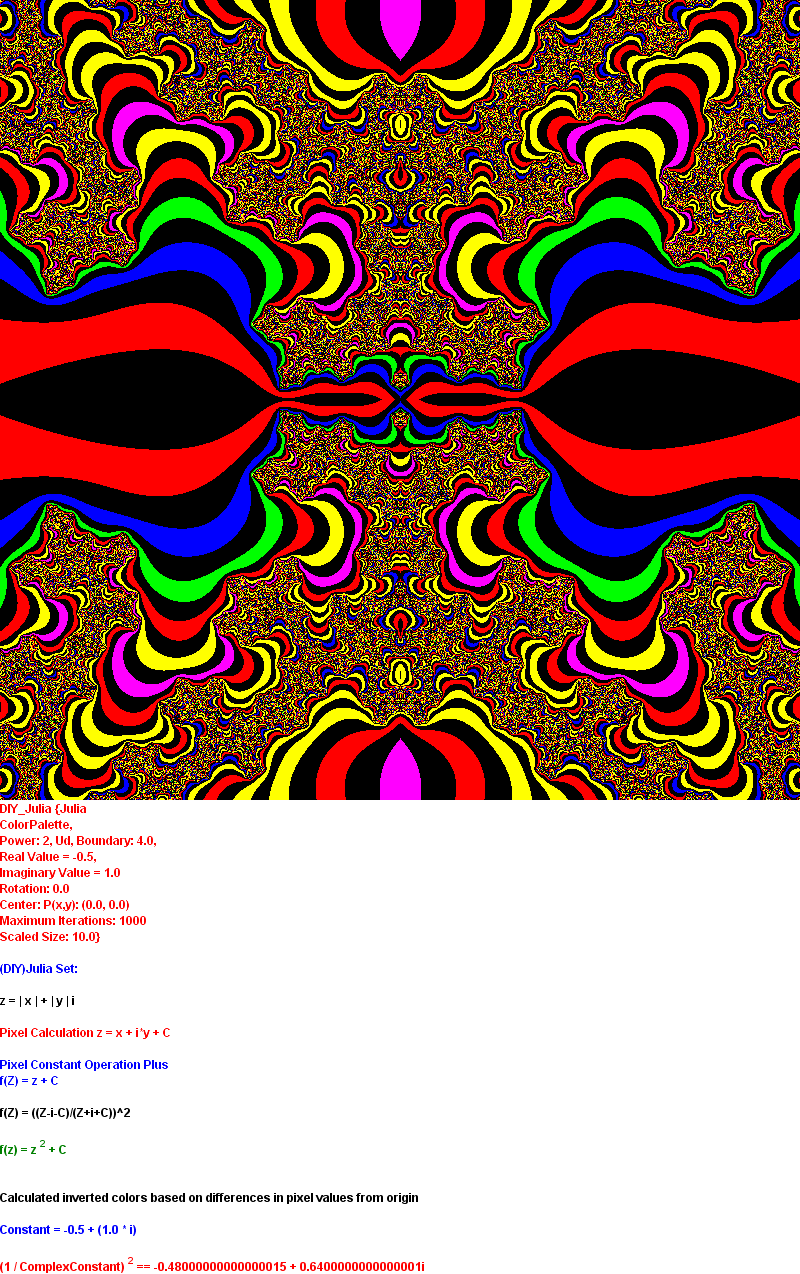 DIY_Julia {Julia
ColorPalette,
Power: 2, Ud, Boundary: 4.0,
Real Value = -0.5,
Imaginary Value = 1.0
Rotation: 0.0
Center: P(x,y): (0.0, 0.0)
Maximum Iterations: 1000
Scaled Size: 10.0}
(DIY)Julia Set:
z = | x | + | y | i
Pixel Calculation z = x + i*y + C
Pixel Constant Operation Plus
f(Z) = z + C
f(Z) = ((Z-i-C)/(Z+i+C))^2
f(z) = z 2 + C
Calculated inverted colors based on differences in pixel values from origin
Constant = -0.5 + (1.0 * i)
(1 / ComplexConstant) 2 == -0.48000000000000015 + 0.6400000000000001i